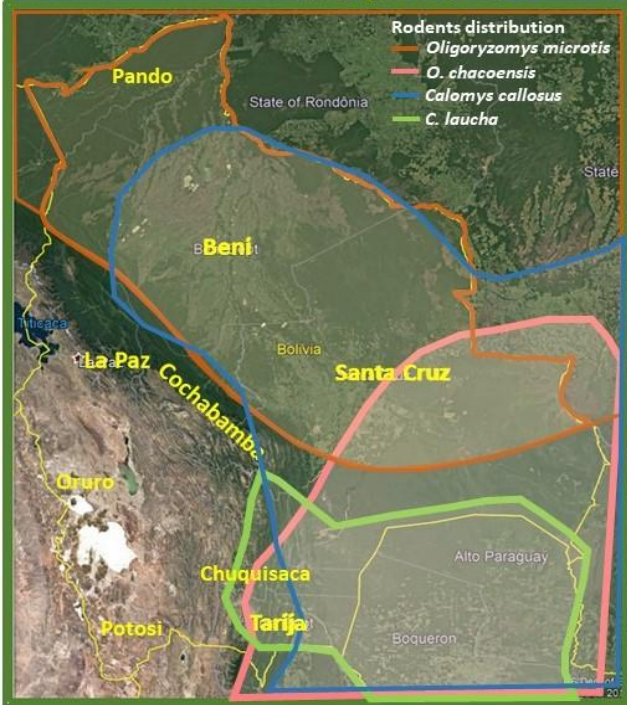 Rodents distribution
Oligoryzomys microtis
O. chacoensis
Calomys callosus
C. laucha
Pando
State of Rondônia
State
Beni
Titicaca
Bolivia
La Paz
Santa Cruz
Cochabamba
Oruro
Alto Paraguay
Chuquisaca
Tarija
Potosi
Boqueron